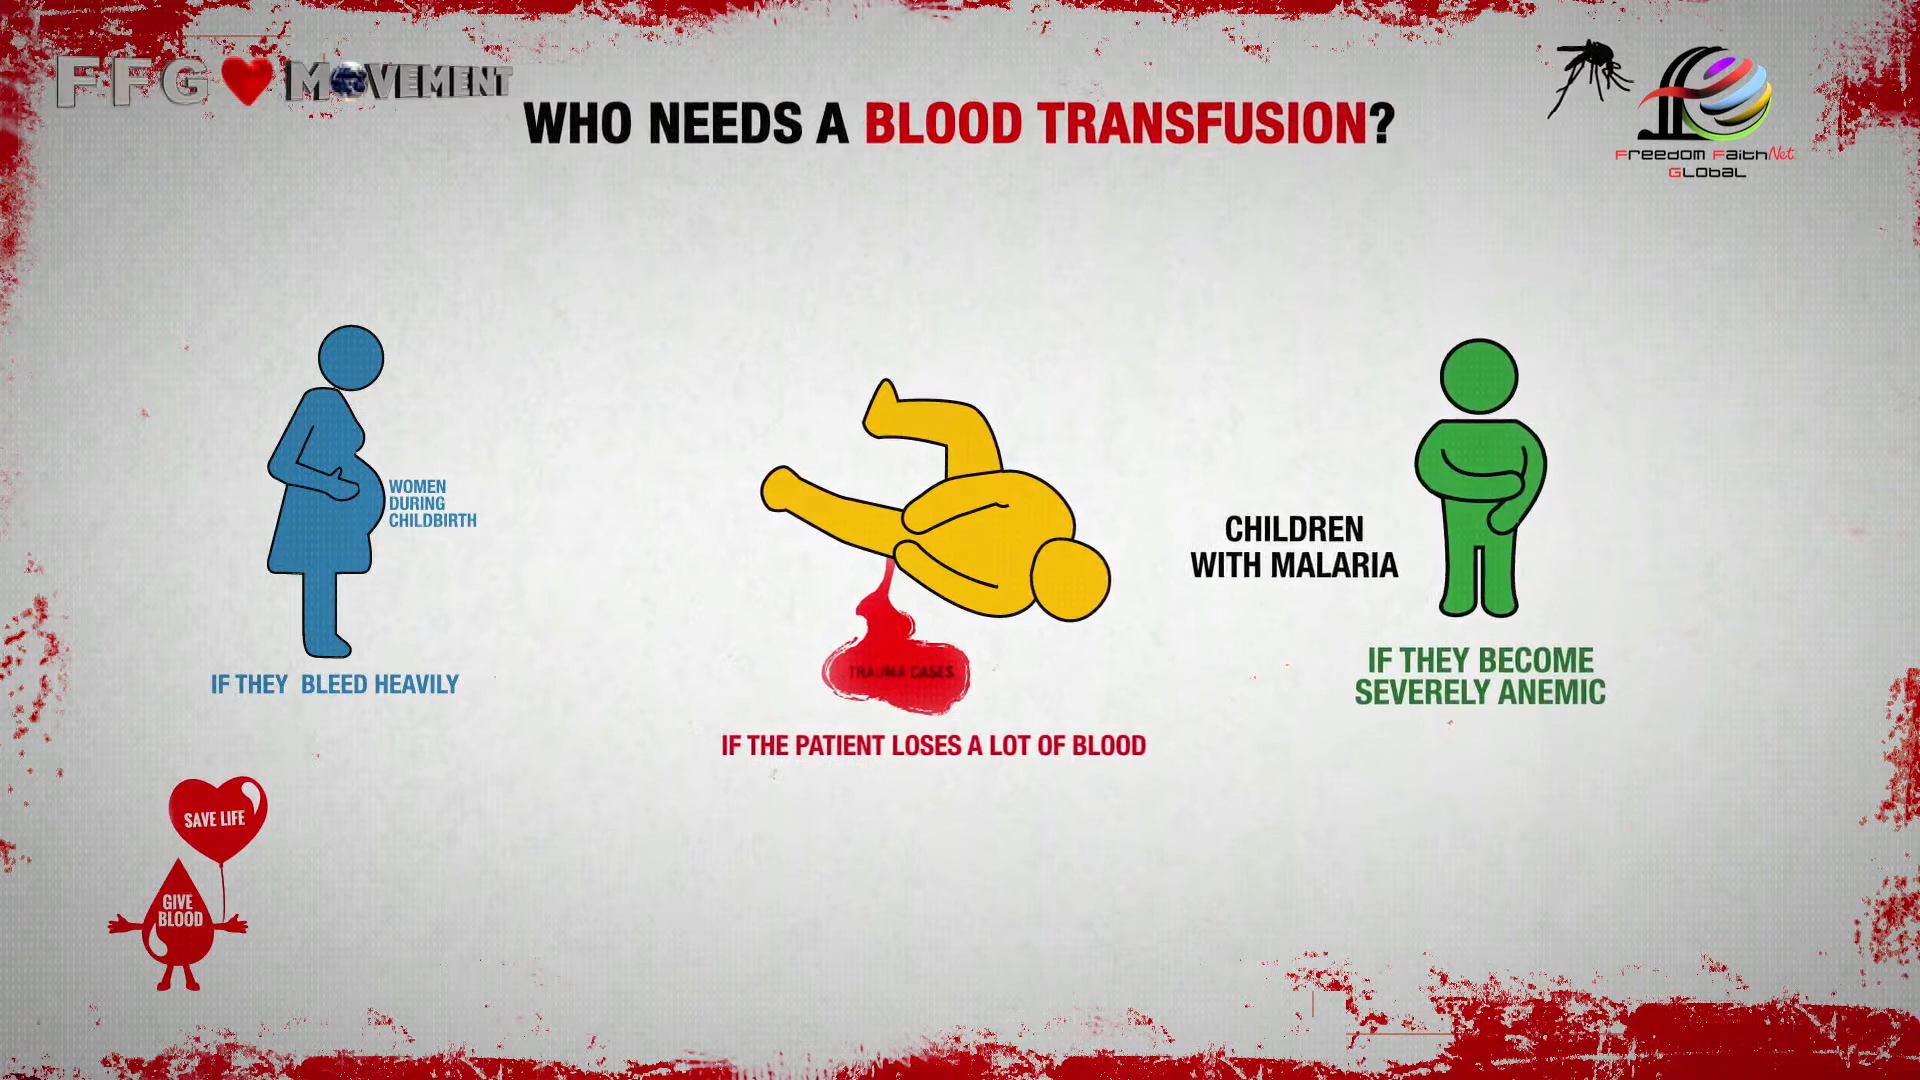 FFG MOVEMENT
WHO NEEDS A BLOOD TRANSFUSION?
Freedom FaithNet
Global
WOMEN
DURING
CHILDBIRTH
IF THEY BLEED HEAVILY
TRAUMA CASES
IF THE PATIENT LOSES A LOT OF BLOOD
CHILDREN
WITH MALARIA
IF THEY BECOME
SEVERELY ANEMIC
SAVE LIFE
GIVE
BLOOD